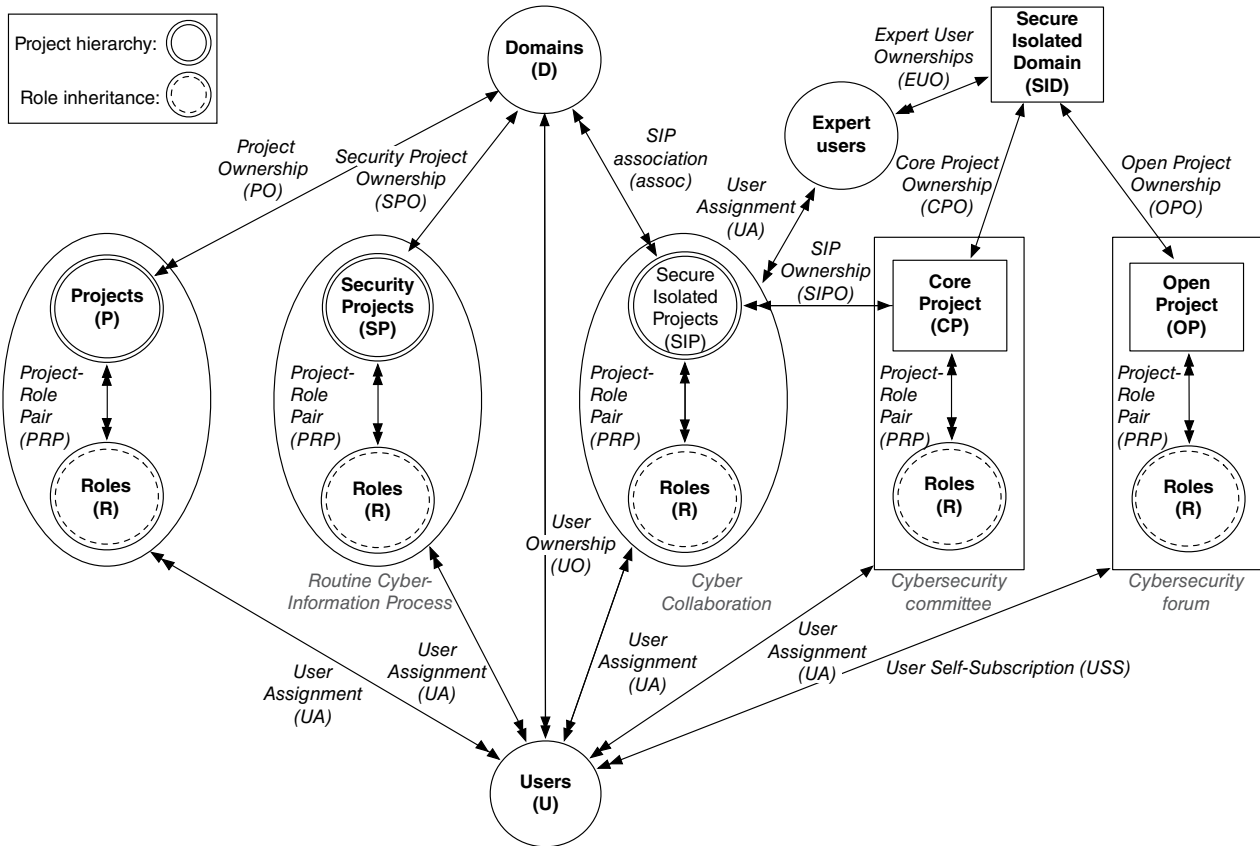 Project hierarchy:
Role inheritance:
Domains
(D)
Expert User
Ownerships
(EUO)
Secure
Isolated
Domain
(SID)
Expert
users
Project
Ownership
(PO)
Security Project
Ownership
(SPO)
SIP
association
(assoc)
User
Assignment
(UA)
Core Project
Ownership
(CPO)
Open Project
Ownership
(OPO)
SIP
Ownership
(SIPO)
Projects
(P)
Security
Projects
(SP)
Secure
Isolated
Projects
(SIP)
Core
Project
(CP)
Open
Project
(OP)
Project-
Role
Pair
(PRP)
Project-
Role
Pair
(PRP)
Project-
Role
Pair
(PRP)
Project-
Role
Pair
(PRP)
Project-
Role
Pair
(PRP)
Roles
(R)
Roles
(R)
Roles
(R)
Roles
(R)
Roles
(R)
User
Ownership
(UO)
Routine Cyber-
Information Process
Cyber
Collaboration
Cybersecurity
committee
Cybersecurity
forum
User
Assignment
(UA)
User
Assignment
(UA)
User
Assignment
(UA)
User
Assignment
(UA)
User Self-Subscription (USS)
Users
(U)